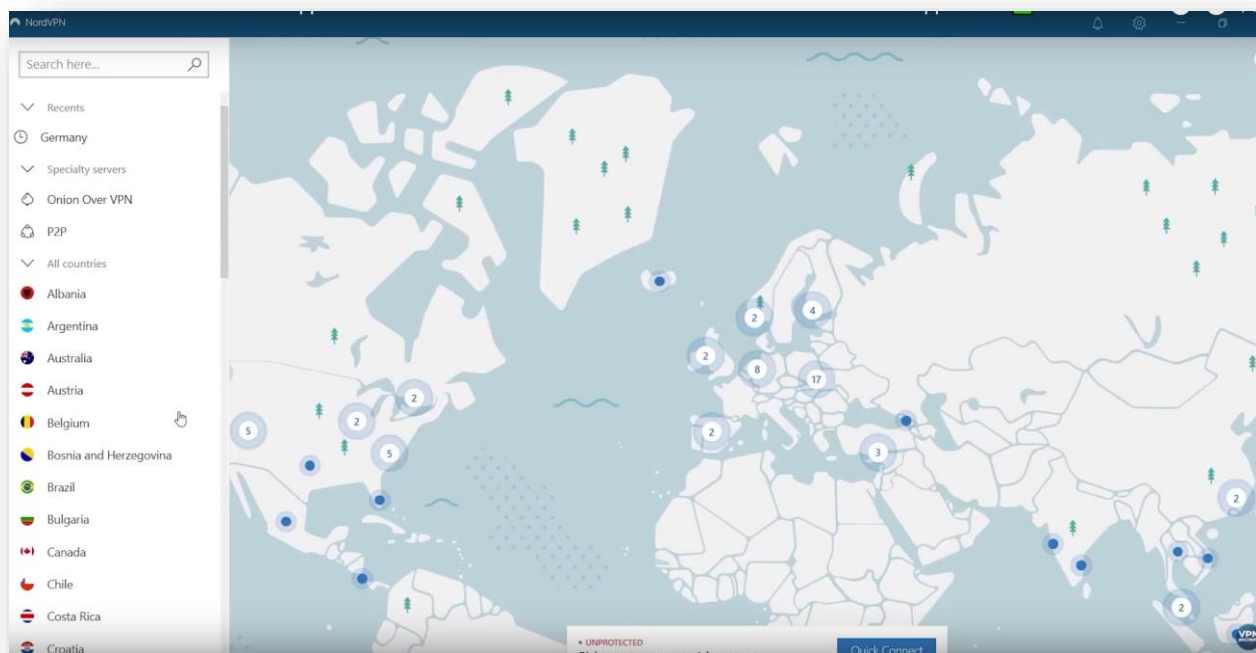 NordVPN
Search here...
Recents
Germany
Specialty servers
Onion Over VPN
P2P
All countries
Albania
Argentina
Australia
Austria
Belgium
Bosnia and Herzegovina
Brazil
Bulgaria
Canada
Chile
Costa Rica
Croatia
2
4
2
8
17
2
5
2
2
5
3
2
2
UNPROTECTED
Quick Connect
VPN